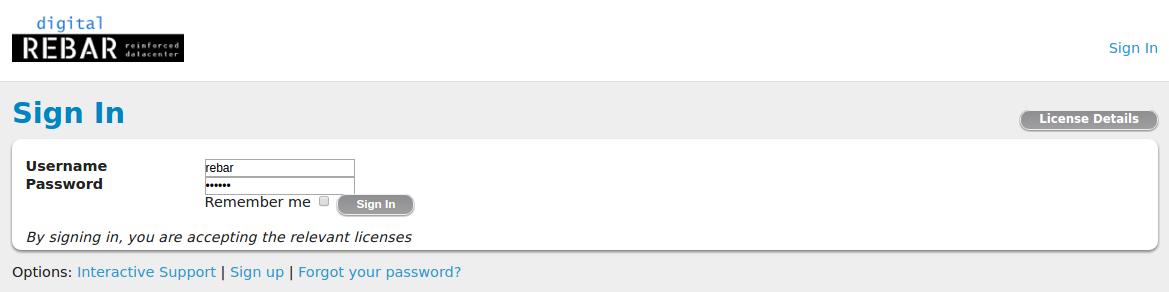 digital
REBAR reinforced datacenter
Sign In
Sign In
License Details
Username rebar
Password ••••••
Remember me Sign In
By signing in, you are accepting the relevant licenses
Options: Interactive Support | Sign up | Forgot your password?